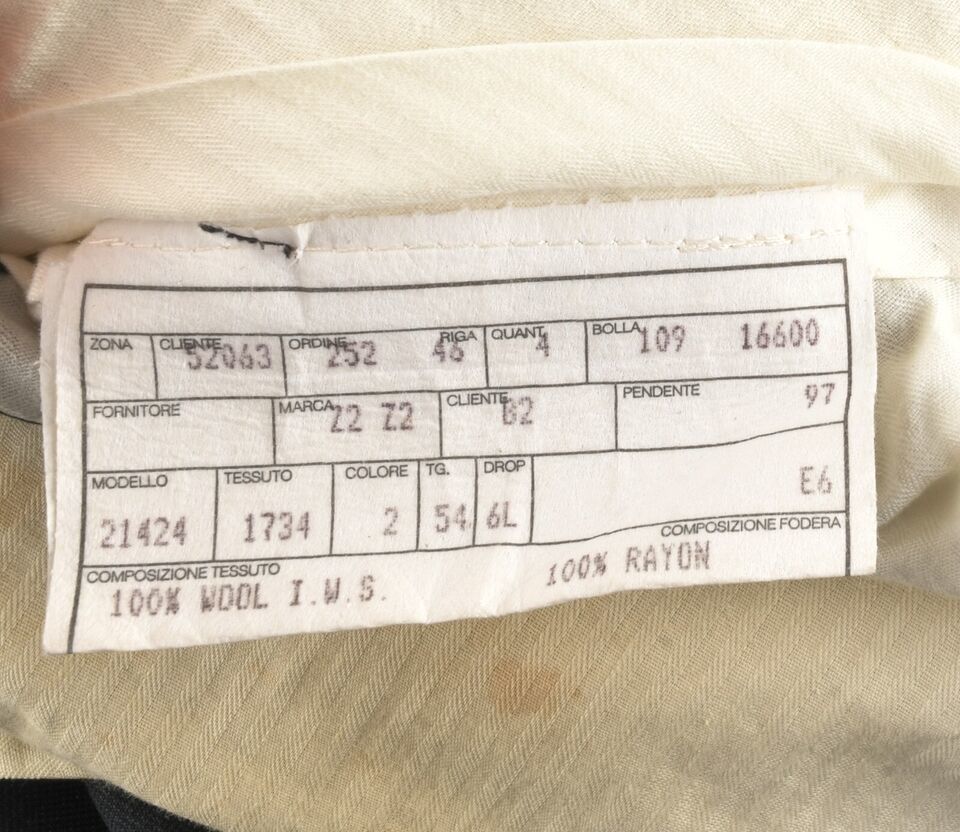 ZONA CLIENTE 52063 ORDINE 252 RIGA 46 QUANT. 4 BOLLA 109 16600
FORNITORE MARCA Z2 Z2 CLIENTE PENDENTE 97
MODELLO 21424 TESSUTO 1734 COLORE 2 TG. 54 DROP 6L E6
COMPOSIZIONE TESSUTO COMPOSIZIONE FODERA
100% WOOL I.W.S. 100% RAYON